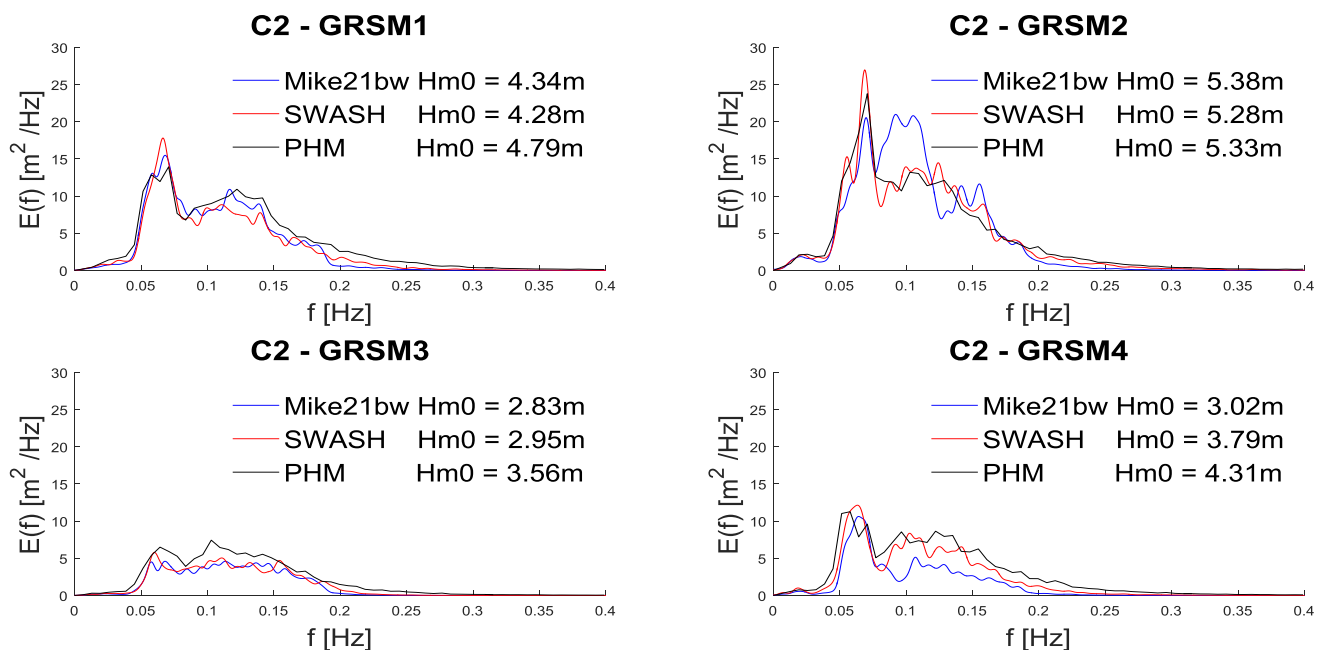 C2 - GRSM1
30
25
20
15
10
5
0
E(f) [m² /Hz]
Mike21bw Hm0 = 4.34m
SWASH Hm0 = 4.28m
PHM Hm0 = 4.79m
0 0.05 0.1 0.15 0.2 0.25 0.3 0.35 0.4
f [Hz]
C2 - GRSM2
30
25
20
15
10
5
0
E(f) [m² /Hz]
Mike21bw Hm0 = 5.38m
SWASH Hm0 = 5.28m
PHM Hm0 = 5.33m
0 0.05 0.1 0.15 0.2 0.25 0.3 0.35 0.4
f [Hz]
C2 - GRSM3
30
25
20
15
10
5
0
E(f) [m² /Hz]
Mike21bw Hm0 = 2.83m
SWASH Hm0 = 2.95m
PHM Hm0 = 3.56m
0 0.05 0.1 0.15 0.2 0.25 0.3 0.35 0.4
f [Hz]
C2 - GRSM4
30
25
20
15
10
5
0
E(f) [m² /Hz]
Mike21bw Hm0 = 3.02m
SWASH Hm0 = 3.79m
PHM Hm0 = 4.31m
0 0.05 0.1 0.15 0.2 0.25 0.3 0.35 0.4
f [Hz]